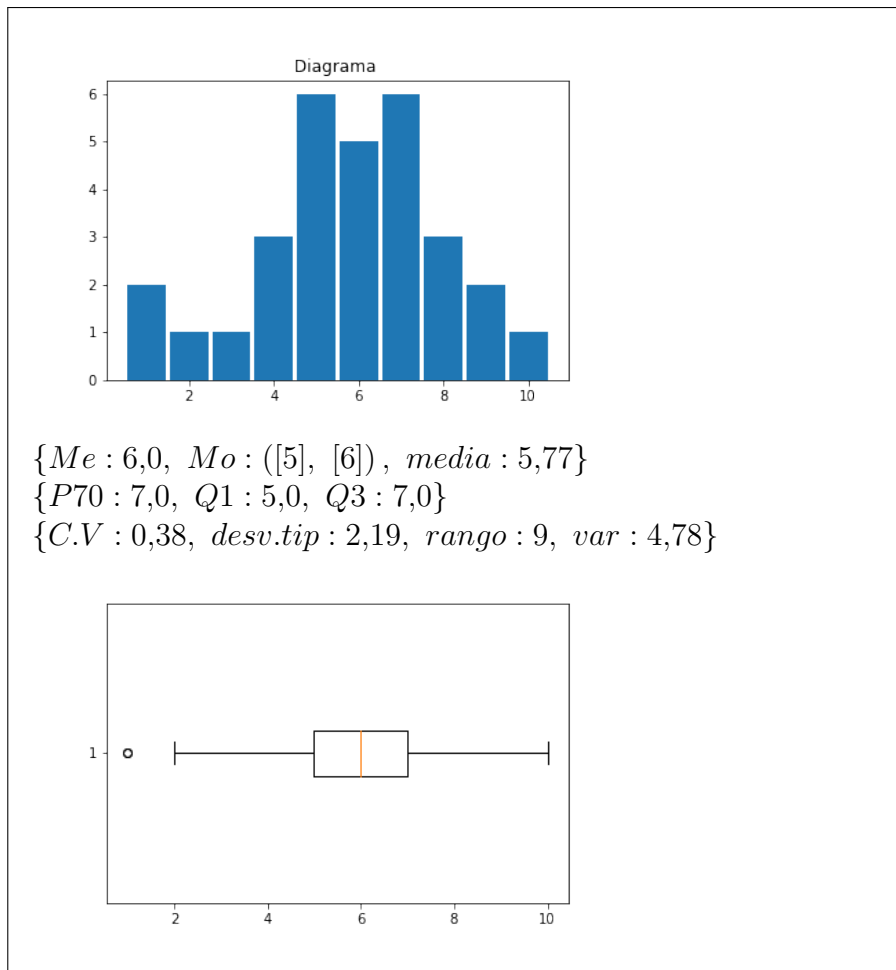 Diagrama
6
5
4
3
2
1
0
2 4 6 8 10
{Me : 6,0, Mo : ([5], [6]), media : 5,77}
{P70 : 7,0, Q1 : 5,0, Q3 : 7,0}
{C.V : 0,38, desv.tip : 2,19, rango : 9, var : 4,78}
1
2 4 6 8 10